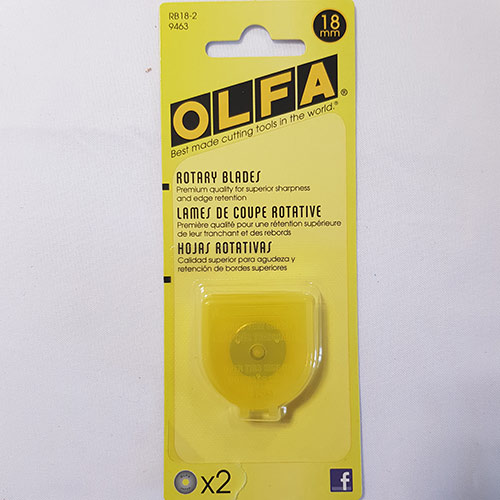 RB18-2
9463
18
mm
OLFA®
Best made cutting tools in the world.®
ROTARY BLADES
Premium quality for superior sharpness
and edge retention
LAMES DE COUPE ROTATIVE
Première qualité pour une rétention supérieure
de leur tranchant et des rebords
HOJAS ROTATIVAS
Calidad superior para agudeza y
retención de bordes superiores
x2
f